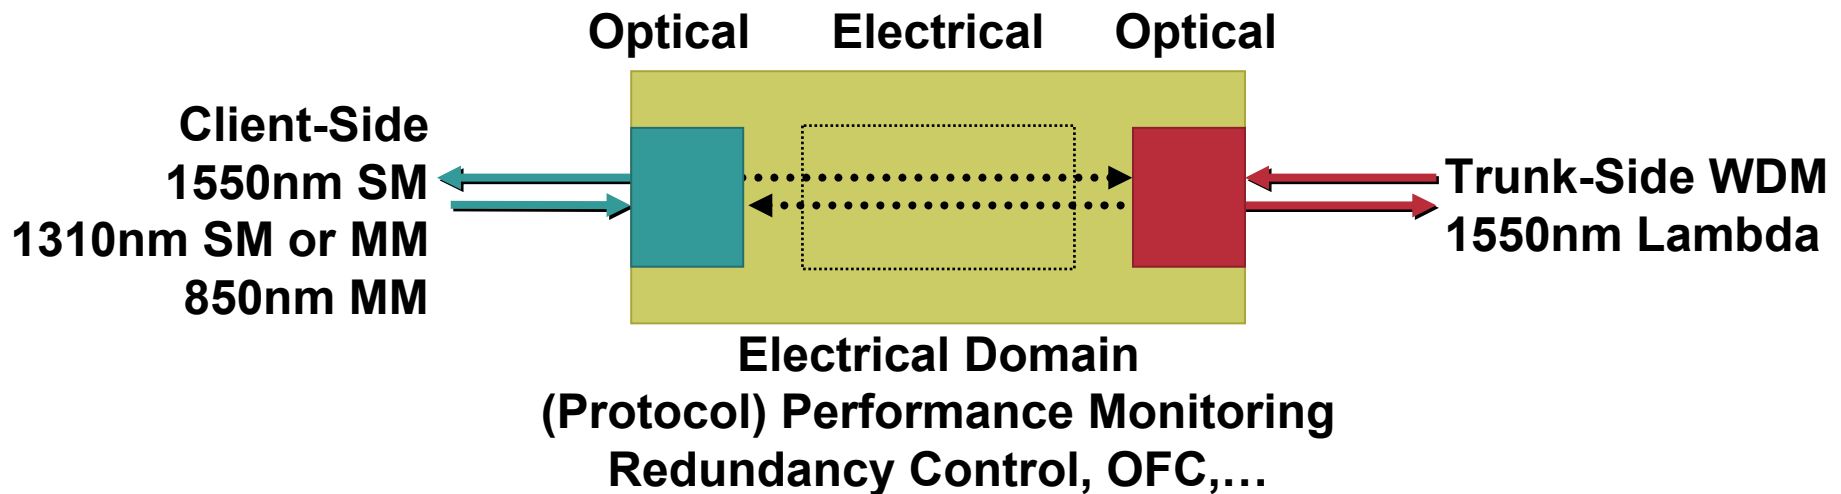 Optical Electrical Optical
Client-Side
1550nm SM
1310nm SM or MM
850nm MM
Trunk-Side WDM
1550nm Lambda
Electrical Domain
(Protocol) Performance Monitoring
Redundancy Control, OFC,...